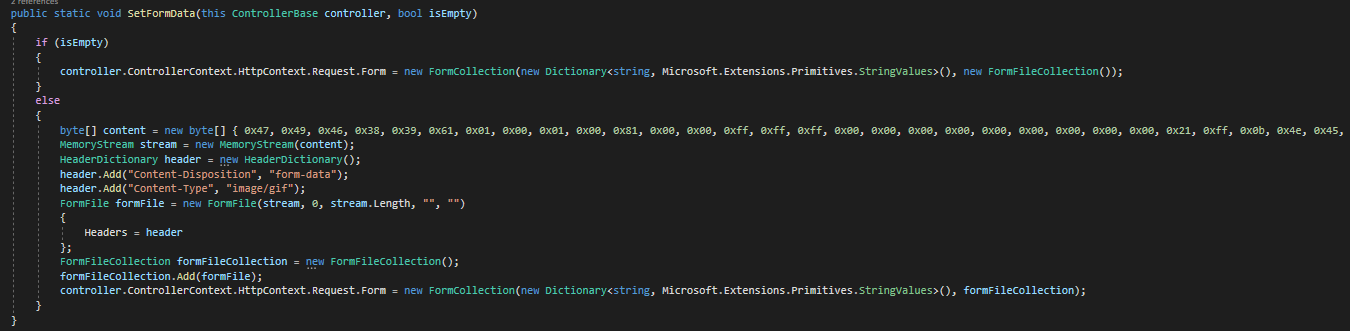 2 references
public static void SetFormData(this ControllerBase controller, bool isEmpty)
{
if (isEmpty)
{
controller.ControllerContext.HttpContext.Request.Form = new FormCollection(new Dictionary<string, Microsoft.Extensions.Primitives.StringValues>(), new FormFileCollection());
}
else
{
byte[] content = new byte[] { 0x47, 0x49, 0x46, 0x38, 0x39, 0x61, 0x01, 0x00, 0x01, 0x00, 0x81, 0x00, 0x00, 0xff, 0xff, 0xff, 0x00, 0x00, 0x00, 0x00, 0x00, 0x00, 0x00, 0x00, 0x00, 0x21, 0xff, 0x0b, 0x4e, 0x45,
MemoryStream stream = new MemoryStream(content);
HeaderDictionary header = new HeaderDictionary();
header.Add("Content-Disposition", "form-data");
header.Add("Content-Type", "image/gif");
FormFile formFile = new FormFile(stream, 0, stream.Length, "", "")
{
Headers = header
};
FormFileCollection formFileCollection = new FormFileCollection();
formFileCollection.Add(formFile);
controller.ControllerContext.HttpContext.Request.Form = new FormCollection(new Dictionary<string, Microsoft.Extensions.Primitives.StringValues>(), formFileCollection);
}
}